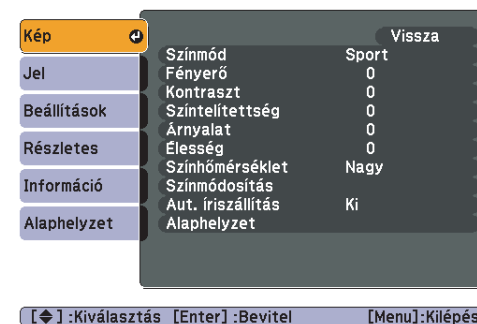 Kép
Jel
Beállítások
Részletes
Információ
Alaphelyzet
Vissza
Színmód Sport
Fényerő 0
Kontraszt 0
Színtelítettség 0
Árnyalat 0
Élesség 0
Színhőmérséklet Nagy
Színmódosítás
Aut. íriszállítás Ki
Alaphelyzet
[◆] :Kiválasztás [Enter] :Bevitel [Menu]:Kilépés